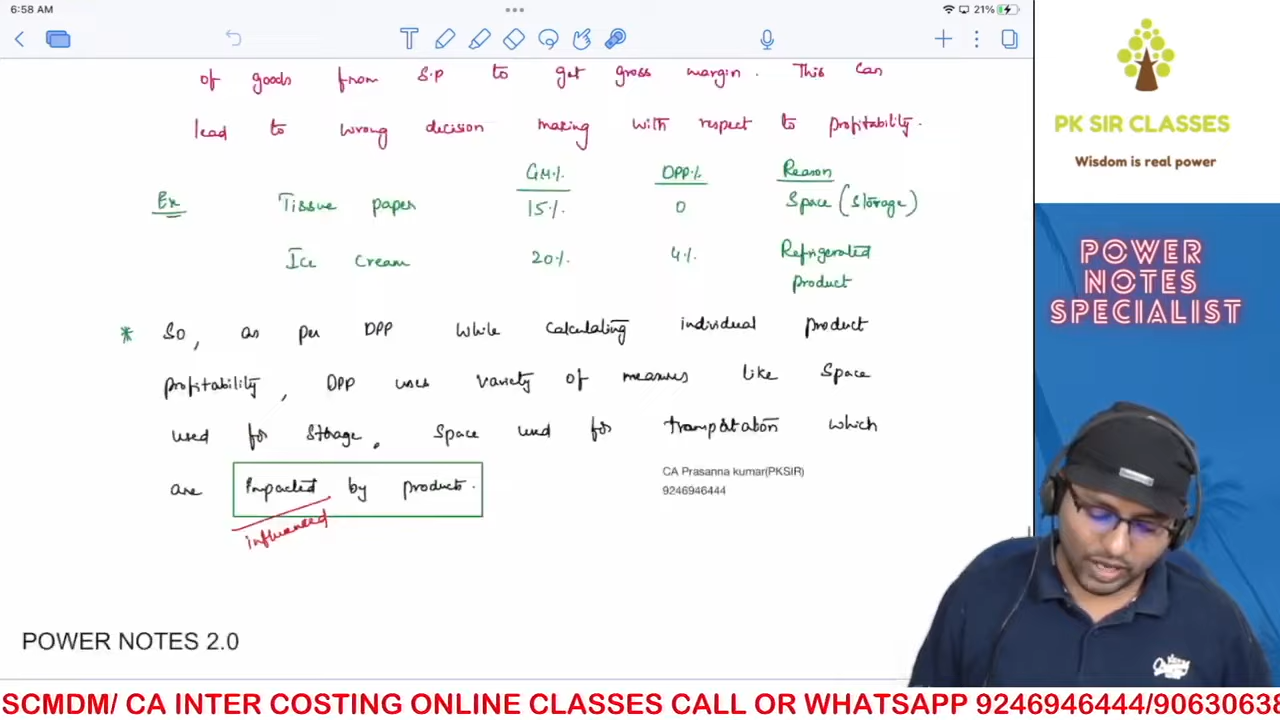 6:58 AM
21%
of goods from S.P to get gross margin. This can
lead to wrong decision making with respect to profitability.
GM% DPP% Reason
Ex Tissue paper 15% 0 Space (Storage)
Ice cream 20% 4% Refrigerated
product
* So, as per DPP while calculating individual product
profitability, DPP uses variety of measures like Space
used for Storage, Space used for transportation which
are impacted by product.
influenced
CA Prasanna kumar(PKSIR)
9246946444
POWER NOTES 2.0
PK SIR CLASSES
Wisdom is real power
POWER
NOTES
SPECIALIST
SCMDM/ CA INTER COSTING ONLINE CLASSES CALL OR WHATSAPP 9246946444/9063063